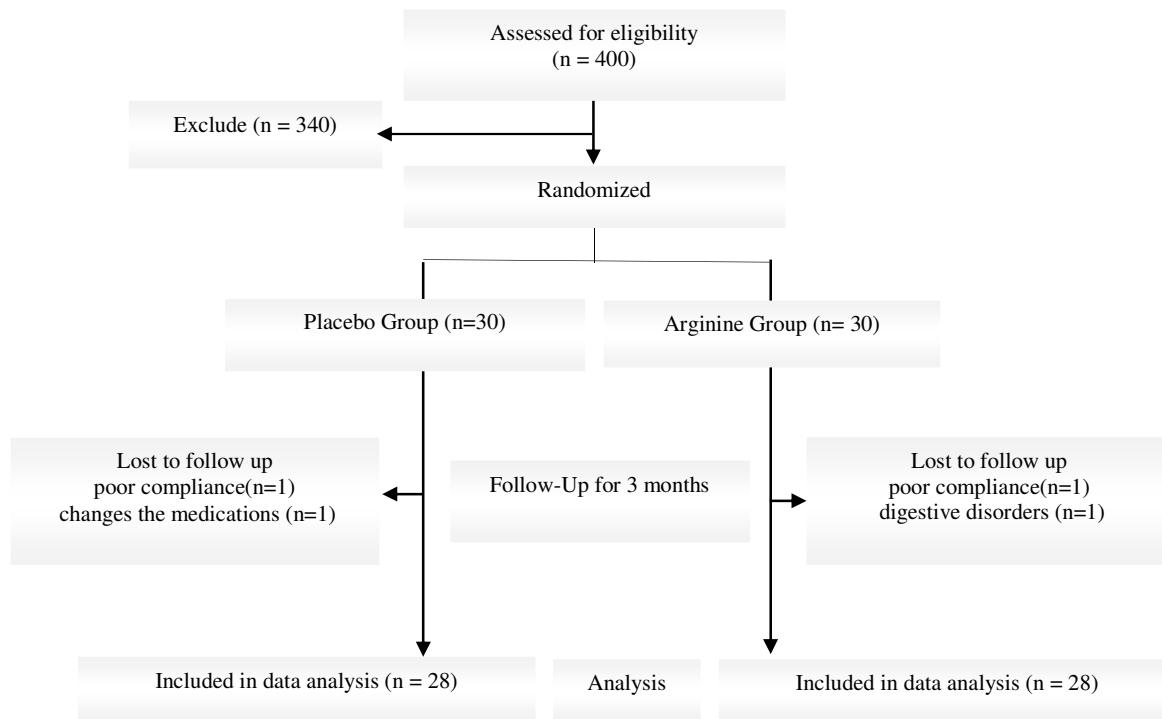 Assessed for eligibility
(n = 400)
Exclude (n = 340)
Randomized
Placebo Group (n=30)
Arginine Group (n= 30)
Lost to follow up
poor compliance(n=1)
changes the medications (n=1)
Follow-Up for 3 months
Lost to follow up
poor compliance(n=1)
digestive disorders (n=1)
Included in data analysis (n = 28)
Analysis
Included in data analysis (n = 28)